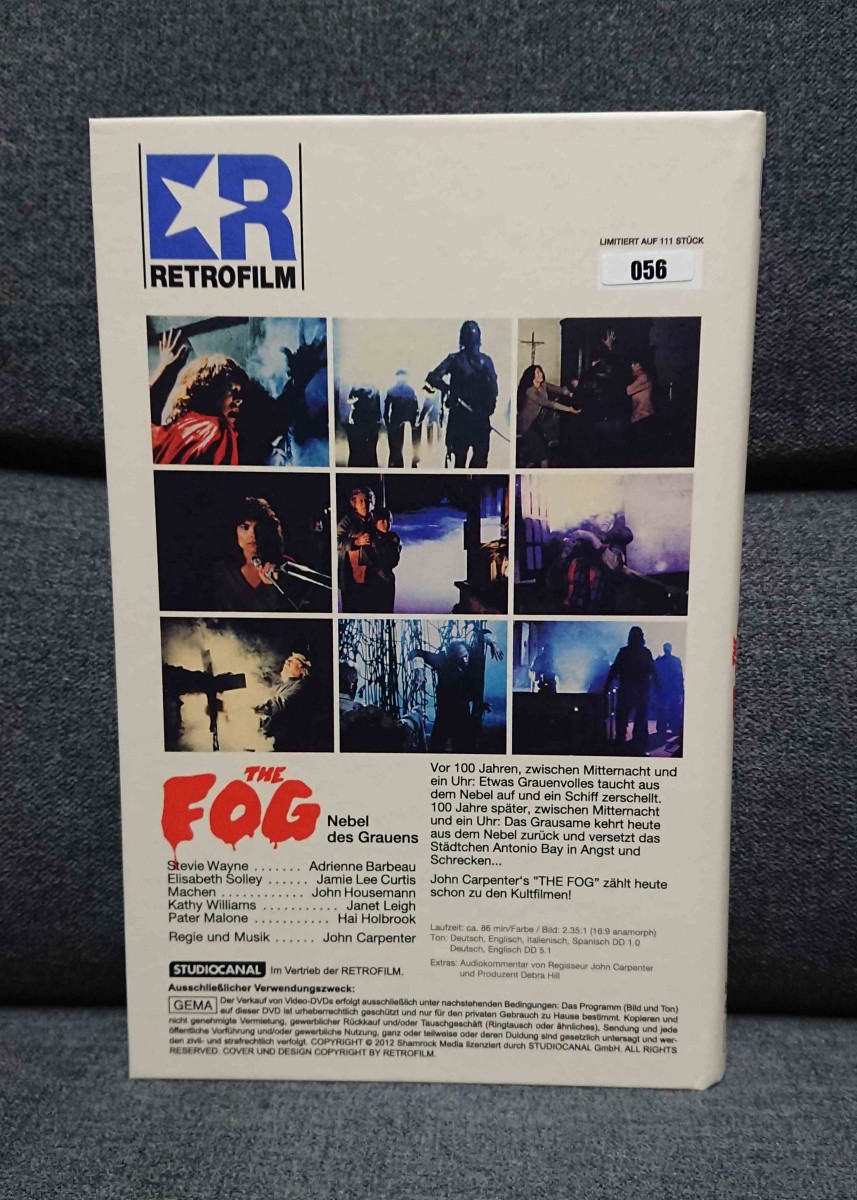 RETROFILM
LIMITIERT AUF 111 STÜCK
056
THE
FOG
Nebel
des Grauens
Stevie Wayne . . . . . . . Adrienne Barbeau
Elisabeth Solley . . . . . . Jamie Lee Curtis
Machen . . . . . . . . . . . . John Housemann
Kathy Williams . . . . . . . . . . . Janet Leigh
Pater Malone . . . . . . . . . . . Hai Holbrook
Regie und Musik . . . . . . John Carpenter
Vor 100 Jahren, zwischen Mitternacht und
ein Uhr: Etwas Grauenvolles taucht aus
dem Nebel auf und ein Schiff zerschellt.
100 Jahre später, zwischen Mitternacht
und ein Uhr: Das Grausame kehrt heute
aus dem Nebel zurück und versetzt das
Städtchen Antonio Bay in Angst und
Schrecken...
John Carpenter's "THE FOG" zählt heute
schon zu den Kultfilmen!
Laufzeit: ca. 86 min/Farbe / Bild: 2.35:1 (16:9 anamorph)
Ton: Deutsch, Englisch, Italienisch, Spanisch DD 1.0
Deutsch, Englisch DD 5.1
Extras: Audiokommentar von Regisseur John Carpenter
und Produzent Debra Hill
STUDIOCANAL Im Vertrieb der RETROFILM.
Ausschließlicher Verwendungszweck:
GEMA Der Verkauf von Video-DVDs erfolgt ausschließlich unter nachstehenden Bedingungen: Das Programm (Bild und Ton)
auf dieser DVD ist urheberrechtlich geschützt und nur für den privaten Gebrauch zu Hause bestimmt. Kopieren und
nicht genehmigte Vermietung, gewerblicher Rückkauf und/oder Tauschgeschäft (Ringtausch oder ähnliches), Sendung und jede
öffentliche Vorführung und/oder gewerbliche Nutzung, ganz oder teilweise oder deren Duldung sind gesetzlich untersagt und wer-
den zivil- und strafrechtlich verfolgt. COPYRIGHT © 2012 Shamrock Media lizenziert durch STUDIOCANAL GmbH. ALL RIGHTS
RESERVED. COVER UND DESIGN COPYRIGHT BY RETROFILM.